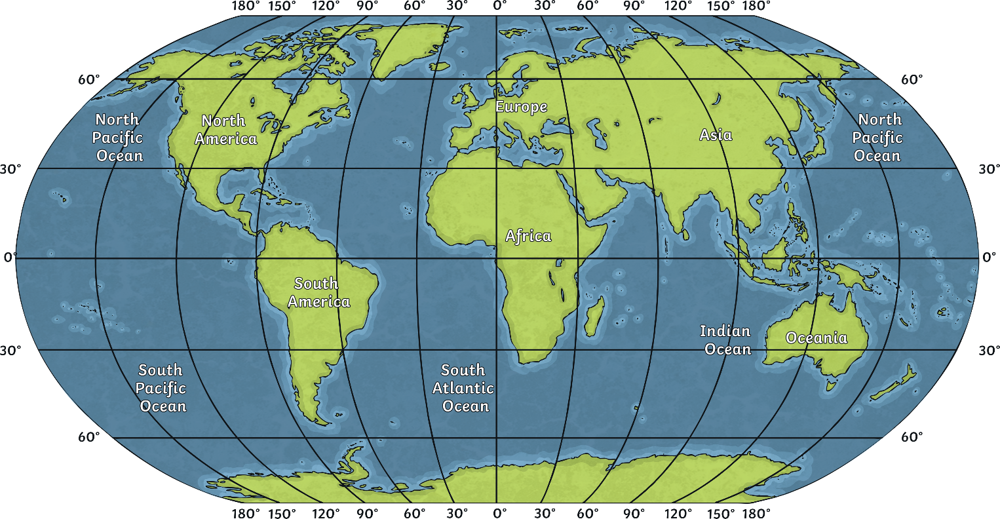 180° 150° 120° 90° 60° 30° 0° 30° 60° 90° 120° 150° 180°
60° 60°
North
Pacific
Ocean
North
America
Europe
Asia
North
Pacific
Ocean
30° 30°
Africa
0° 0°
South
America
Indian
Ocean
Oceania
30° 30°
South
Pacific
Ocean
South
Atlantic
Ocean
60° 60°
180° 150° 120° 90° 60° 30° 0° 30° 60° 90° 120° 150° 180°